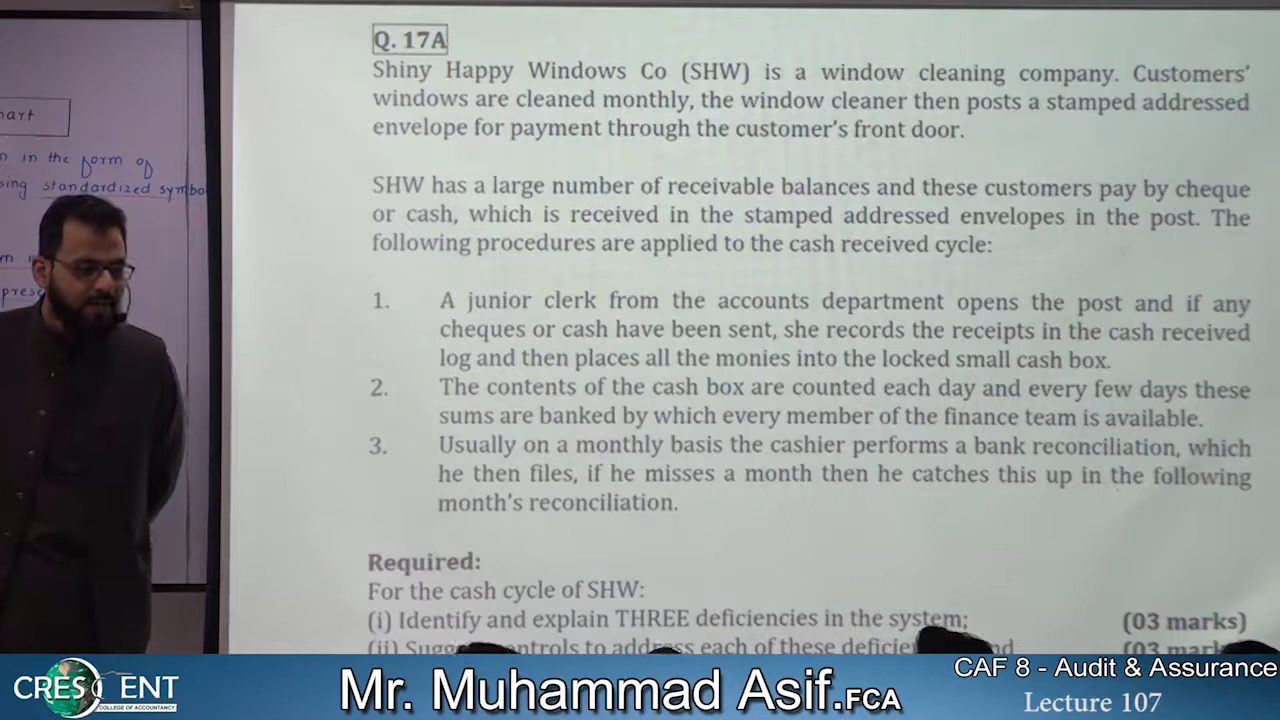 Q. 17A
Shiny Happy Windows Co (SHW) is a window cleaning company. Customers'
windows are cleaned monthly, the window cleaner then posts a stamped addressed
envelope for payment through the customer's front door.
SHW has a large number of receivable balances and these customers pay by cheque
or cash, which is received in the stamped addressed envelopes in the post. The
following procedures are applied to the cash received cycle:
1. A junior clerk from the accounts department opens the post and if any
cheques or cash have been sent, she records the receipts in the cash received
log and then places all the monies into the locked small cash box.
2. The contents of the cash box are counted each day and every few days these
sums are banked by which every member of the finance team is available.
3. Usually on a monthly basis the cashier performs a bank reconciliation, which
he then files, if he misses a month then he catches this up in the following
month's reconciliation.
Required:
For the cash cycle of SHW:
(i) Identify and explain THREE deficiencies in the system; (03 marks)
(ii) to address each of these
in the form of
standardized
CRESCENT
COLLEGE OF ACCOUNTANCY
Mr. Muhammad Asif.FCA
CAF 8 - Audit & Assurance
Lecture 107